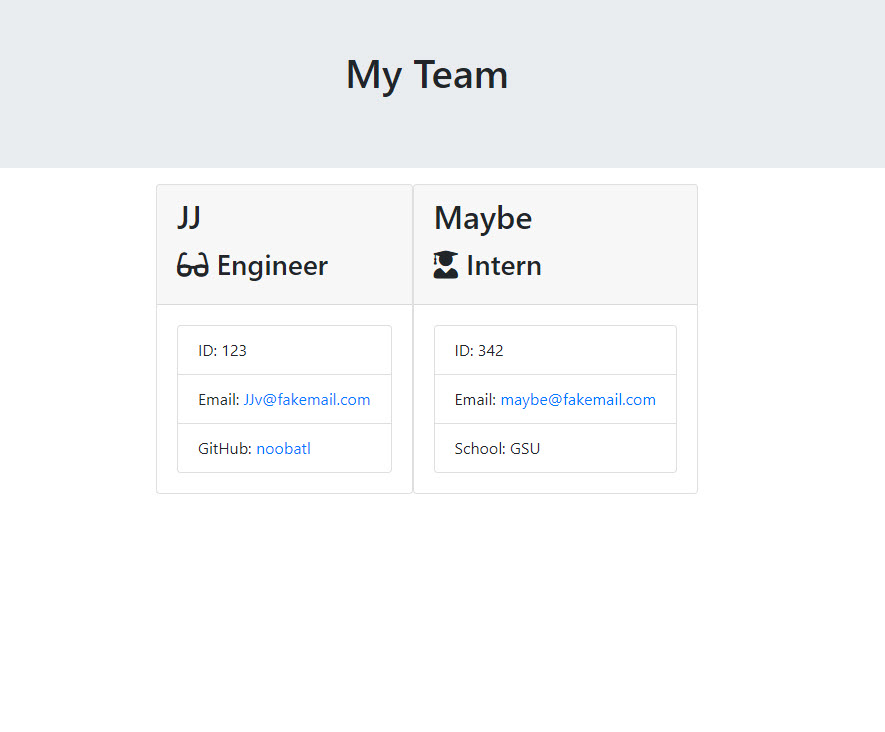 My Team
JJ
Engineer
ID: 123
Email: JJv@fakemail.com
GitHub: noobatl
Maybe
Intern
ID: 342
Email: maybe@fakemail.com
School: GSU